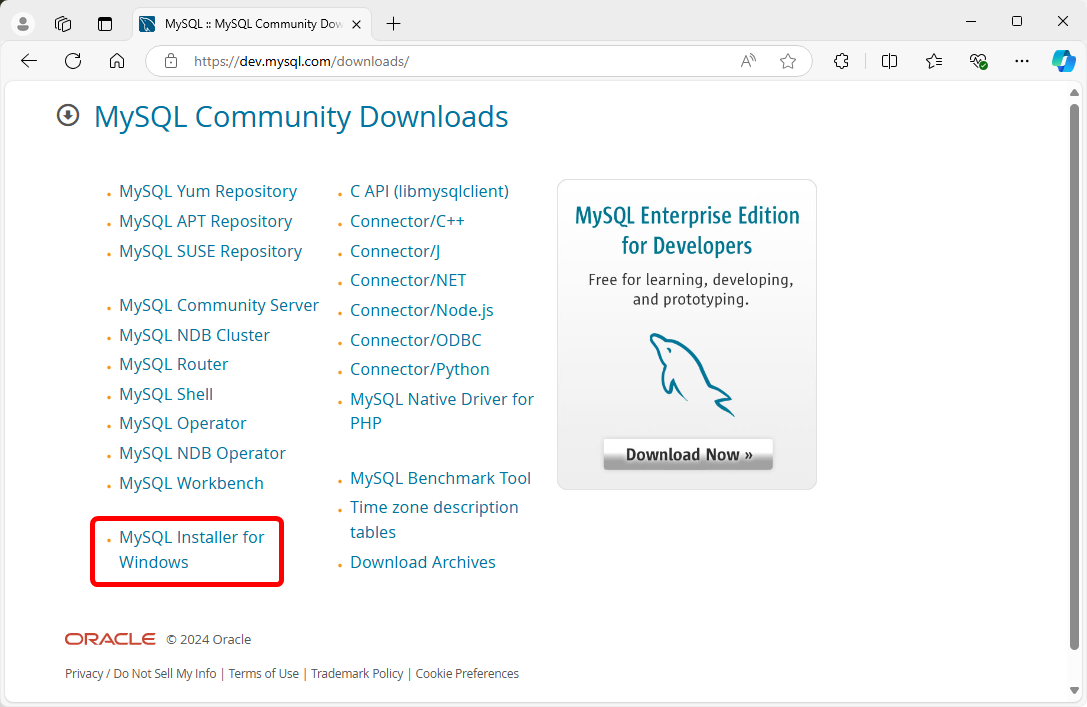 MySQL :: MySQL Community Dow
https://dev.mysql.com/downloads/
MySQL Community Downloads
MySQL Yum Repository
MySQL APT Repository
MySQL SUSE Repository
MySQL Community Server
MySQL NDB Cluster
MySQL Router
MySQL Shell
MySQL Operator
MySQL NDB Operator
MySQL Workbench
MySQL Installer for
Windows
C API (libmysqlclient)
Connector/C++
Connector/J
Connector/NET
Connector/Node.js
Connector/ODBC
Connector/Python
MySQL Native Driver for
PHP
MySQL Benchmark Tool
Time zone description
tables
Download Archives
MySQL Enterprise Edition
for Developers
Free for learning, developing,
and prototyping.
Download Now »
ORACLE © 2024 Oracle
Privacy / Do Not Sell My Info | Terms of Use | Trademark Policy | Cookie Preferences